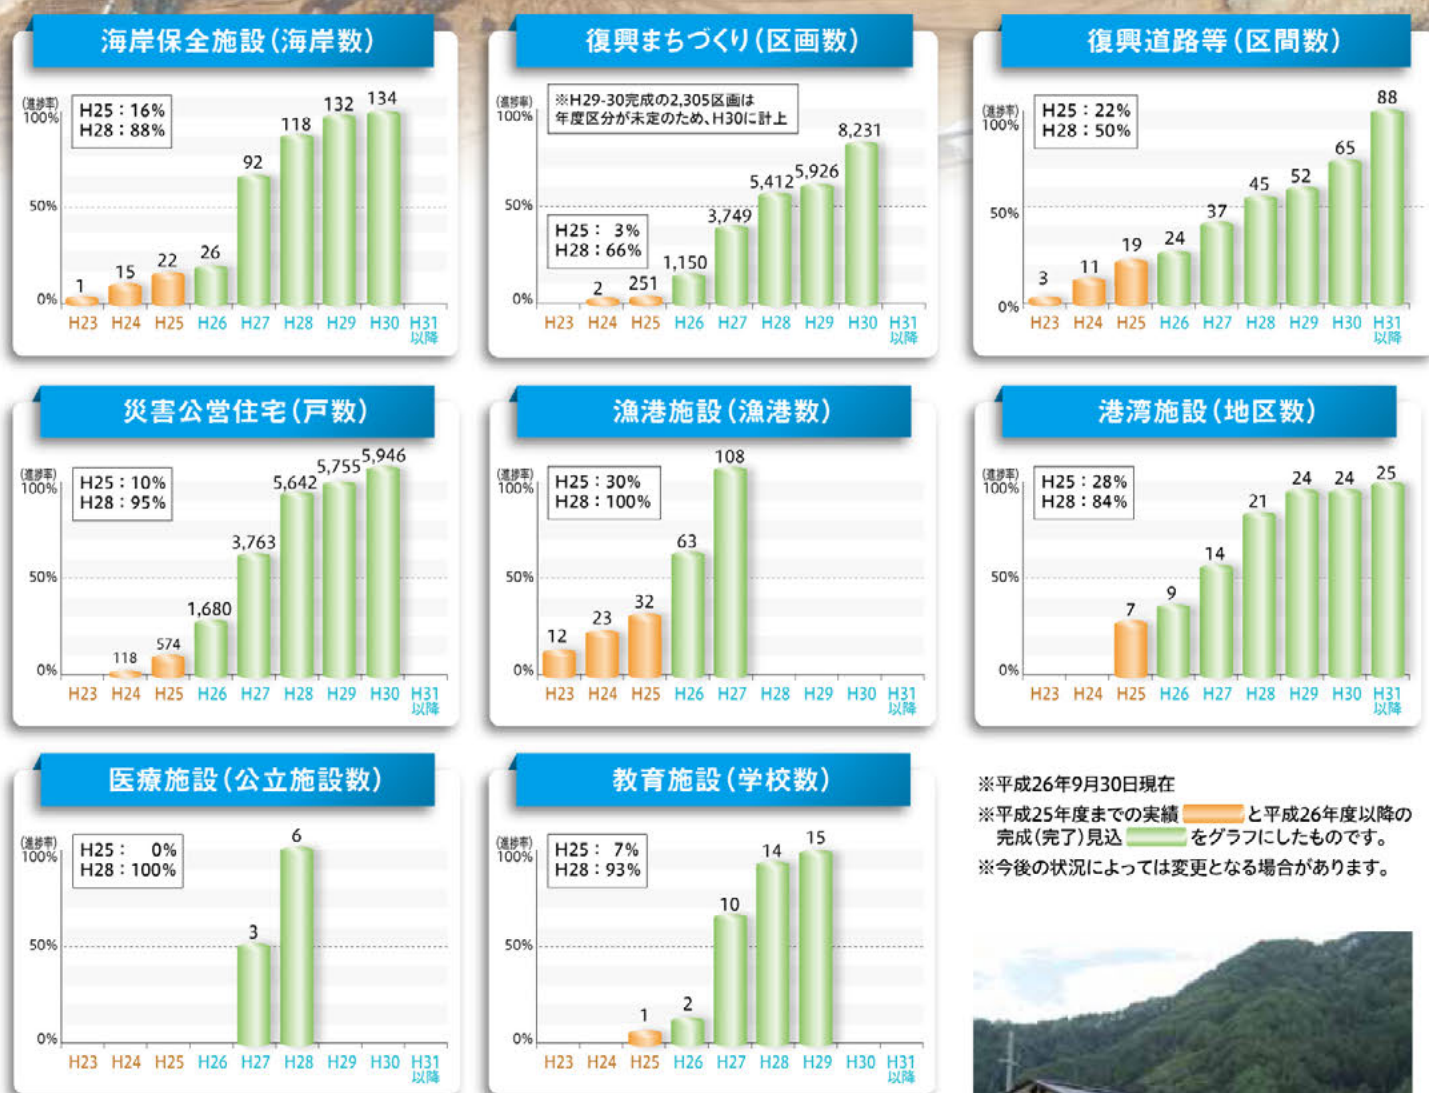 海岸保全施設（海岸数）
(進捗率)
100%
50%
0%
H25：16%
H28：88%
1
15
22
26
92
118
132
134
H23 H24 H25 H26 H27 H28 H29 H30 H31
以降
復興まちづくり（区画数）
(進捗率)
100%
50%
0%
※H29-30完成の2,305区画は
年度区分が未定のため、H30に計上
H25： 3%
H28：66%
2
251
1,150
3,749
5,412
5,926
8,231
H23 H24 H25 H26 H27 H28 H29 H30 H31
以降
復興道路等（区間数）
(進捗率)
100%
50%
0%
H25：22%
H28：50%
3
11
19
24
37
45
52
65
88
H23 H24 H25 H26 H27 H28 H29 H30 H31
以降
災害公営住宅（戸数）
(進捗率)
100%
50%
0%
H25：10%
H28：95%
118
574
1,680
3,763
5,642
5,755
5,946
H23 H24 H25 H26 H27 H28 H29 H30 H31
以降
漁港施設（漁港数）
(進捗率)
100%
50%
0%
H25：30%
H28：100%
12
23
32
63
108
H23 H24 H25 H26 H27 H28 H29 H30 H31
以降
港湾施設（地区数）
(進捗率)
100%
50%
0%
H25：28%
H28：84%
7
9
14
21
24
24
25
H23 H24 H25 H26 H27 H28 H29 H30 H31
以降
医療施設（公立施設数）
(進捗率)
100%
50%
0%
H25： 0%
H28：100%
3
6
H23 H24 H25 H26 H27 H28 H29 H30 H31
以降
教育施設（学校数）
(進捗率)
100%
50%
0%
H25： 7%
H28：93%
1
2
10
14
15
H23 H24 H25 H26 H27 H28 H29 H30 H31
以降
※平成26年9月30日現在
※平成25年度までの実績 と平成26年度以降の
完成（完了）見込 をグラフにしたものです。
※今後の状況によっては変更となる場合があります。